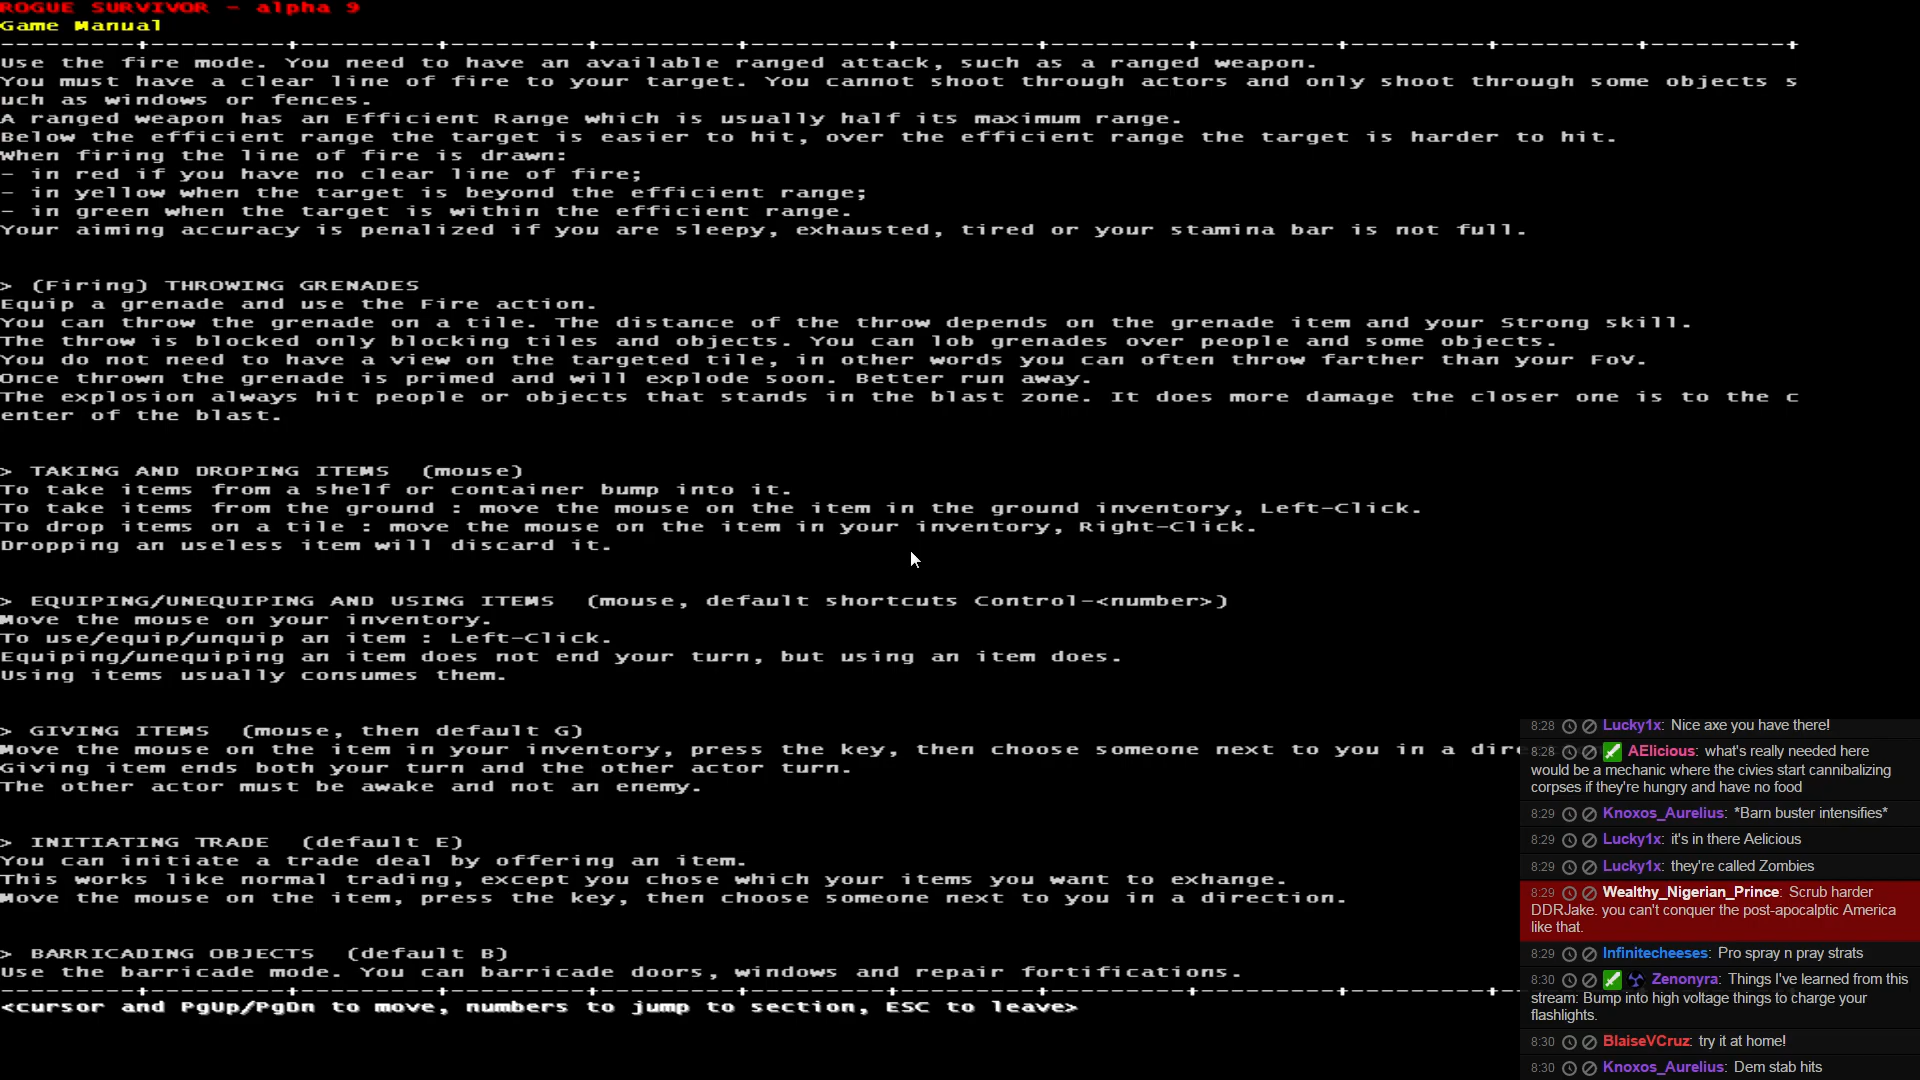 ROGUE SURVIVOR - alpha 9
Game Manual
---------+---------+---------+---------+---------+---------+---------+---------+---------+---------+---------+---------+
Use the fire mode. You need to have an available ranged attack, such as a ranged weapon.
You must have a clear line of fire to your target. You cannot shoot through actors and only shoot through some objects s
uch as windows or fences.
A ranged weapon has an Efficient Range which is usually half its maximum range.
Below the efficient range the target is easier to hit, over the efficient range the target is harder to hit.
When firing the line of fire is drawn:
- in red if you have no clear line of fire;
- in yellow when the target is beyond the efficient range;
- in green when the target is within the efficient range.
Your aiming accuracy is penalized if you are sleepy, exhausted, tired or your stamina bar is not full.
> (Firing) THROWING GRENADES
Equip a grenade and use the Fire action.
You can throw the grenade on a tile. The distance of the throw depends on the grenade item and your Strong skill.
The throw is blocked only blocking tiles and objects. You can lob grenades over people and some objects.
You do not need to have a view on the targeted tile, in other words you can often throw farther than your FoV.
Once thrown the grenade is primed and will explode soon. Better run away.
The explosion always hit people or objects that stands in the blast zone. It does more damage the closer one is to the c
enter of the blast.
> TAKING AND DROPING ITEMS  (mouse)
To take items from a shelf or container bump into it.
To take items from the ground : move the mouse on the item in the ground inventory, Left-Click.
To drop items on a tile : move the mouse on the item in your inventory, Right-Click.
Dropping an useless item will discard it.
> EQUIPING/UNEQUIPING AND USING ITEMS  (mouse, default shortcuts Control-<number>)
Move the mouse on your inventory.
To use/equip/unquip an item : Left-Click.
Equiping/unequiping an item does not end your turn, but using an item does.
Using items usually consumes them.
> GIVING ITEMS  (mouse, then default G)
Move the mouse on the item in your inventory, press the key, then choose someone next to you in a dire
Giving item ends both your turn and the other actor turn.
The other actor must be awake and not an enemy.
> INITIATING TRADE  (default E)
You can initiate a trade deal by offering an item.
This works like normal trading, except you chose which your items you want to exhange.
Move the mouse on the item, press the key, then choose someone next to you in a direction.
> BARRICADING OBJECTS  (default B)
Use the barricade mode. You can barricade doors, windows and repair fortifications.
---------+---------+---------+---------+---------+---------+---------+---------+---------+---------+-
<cursor and PgUp/PgDn to move, numbers to jump to section, ESC to leave>
8:28 Lucky1x: Nice axe you have there!
8:28 AElicious: what's really needed here
would be a mechanic where the civies start cannibalizing
corpses if they're hungry and have no food
8:29 Knoxos_Aurelius: *Barn buster intensifies*
8:29 Lucky1x: it's in there Aelicious
8:29 Lucky1x: they're called Zombies
8:29 Wealthy_Nigerian_Prince: Scrub harder
DDRJake. you can't conquer the post-apocalptic America
like that.
8:29 Infinitecheeses: Pro spray n pray strats
8:30 Zenonyra: Things I've learned from this
stream: Bump into high voltage things to charge your
flashlights.
8:30 BlaiseVCruz: try it at home!
8:30 Knoxos_Aurelius: Dem stab hits